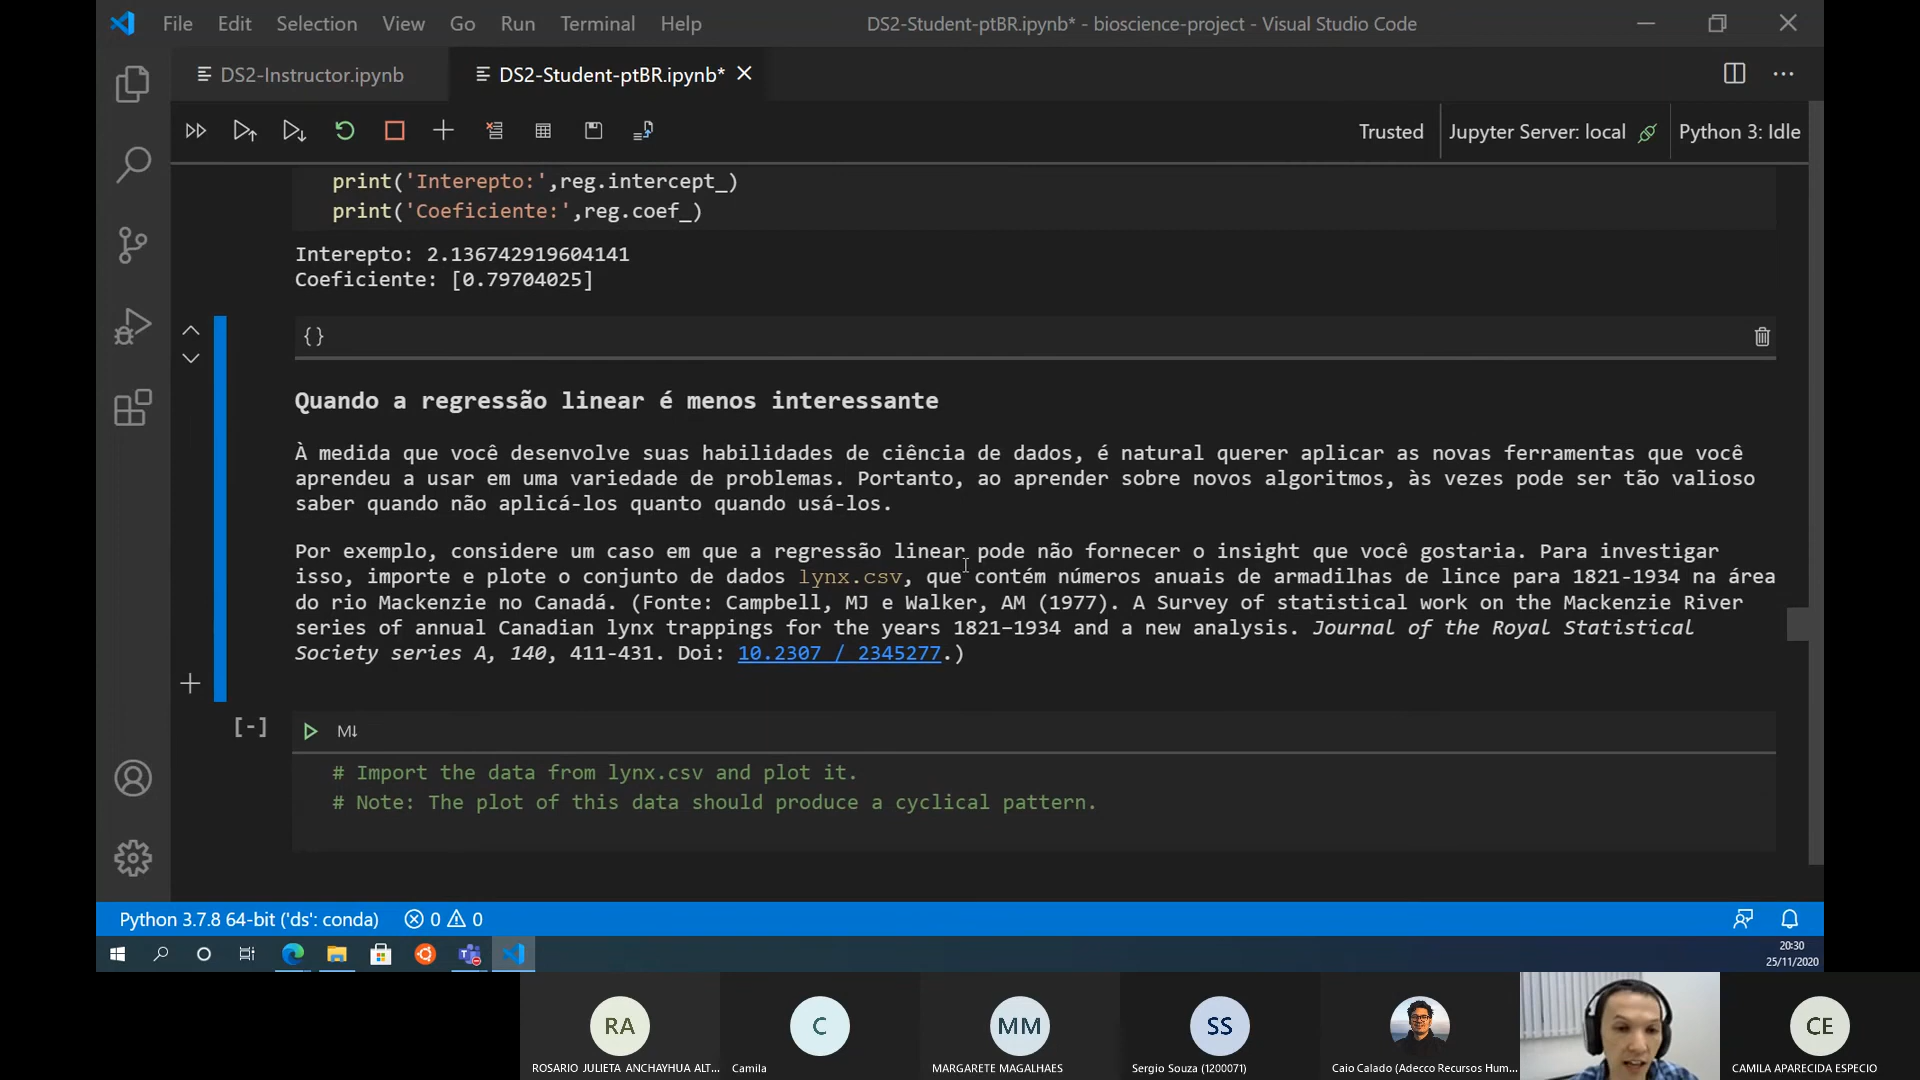 File Edit Selection View Go Run Terminal Help DS2-Student-ptBR.ipynb* - bioscience-project - Visual Studio Code
DS2-Instructor.ipynb DS2-Student-ptBR.ipynb*
Trusted Jupyter Server: local Python 3: Idle
print('Interepto:',reg.intercept_)
print('Coeficiente:',reg.coef_)
Interepto: 2.136742919604141
Coeficiente: [0.79704025]
{}
Quando a regressão linear é menos interessante
À medida que você desenvolve suas habilidades de ciência de dados, é natural querer aplicar as novas ferramentas que você
aprendeu a usar em uma variedade de problemas. Portanto, ao aprender sobre novos algoritmos, às vezes pode ser tão valioso
saber quando não aplicá-los quanto quando usá-los.
Por exemplo, considere um caso em que a regressão linear pode não fornecer o insight que você gostaria. Para investigar
isso, importe e plote o conjunto de dados lynx.csv, que contém números anuais de armadilhas de lince para 1821-1934 na área
do rio Mackenzie no Canadá. (Fonte: Campbell, MJ e Walker, AM (1977). A Survey of statistical work on the Mackenzie River
series of annual Canadian lynx trappings for the years 1821–1934 and a new analysis. Journal of the Royal Statistical
Society series A, 140, 411-431. Doi: 10.2307 / 2345277.)
[-] M↓
# Import the data from lynx.csv and plot it.
# Note: The plot of this data should produce a cyclical pattern.
Python 3.7.8 64-bit ('ds': conda) 0 0
20:30
25/11/2020
RA C MM SS CE
ROSARIO JULIETA ANCHAYHUA ALT... Camila MARGARETE MAGALHAES Sergio Souza (1200071) Caio Calado (Adecco Recursos Hum... CAMILA APARECIDA ESPECIO